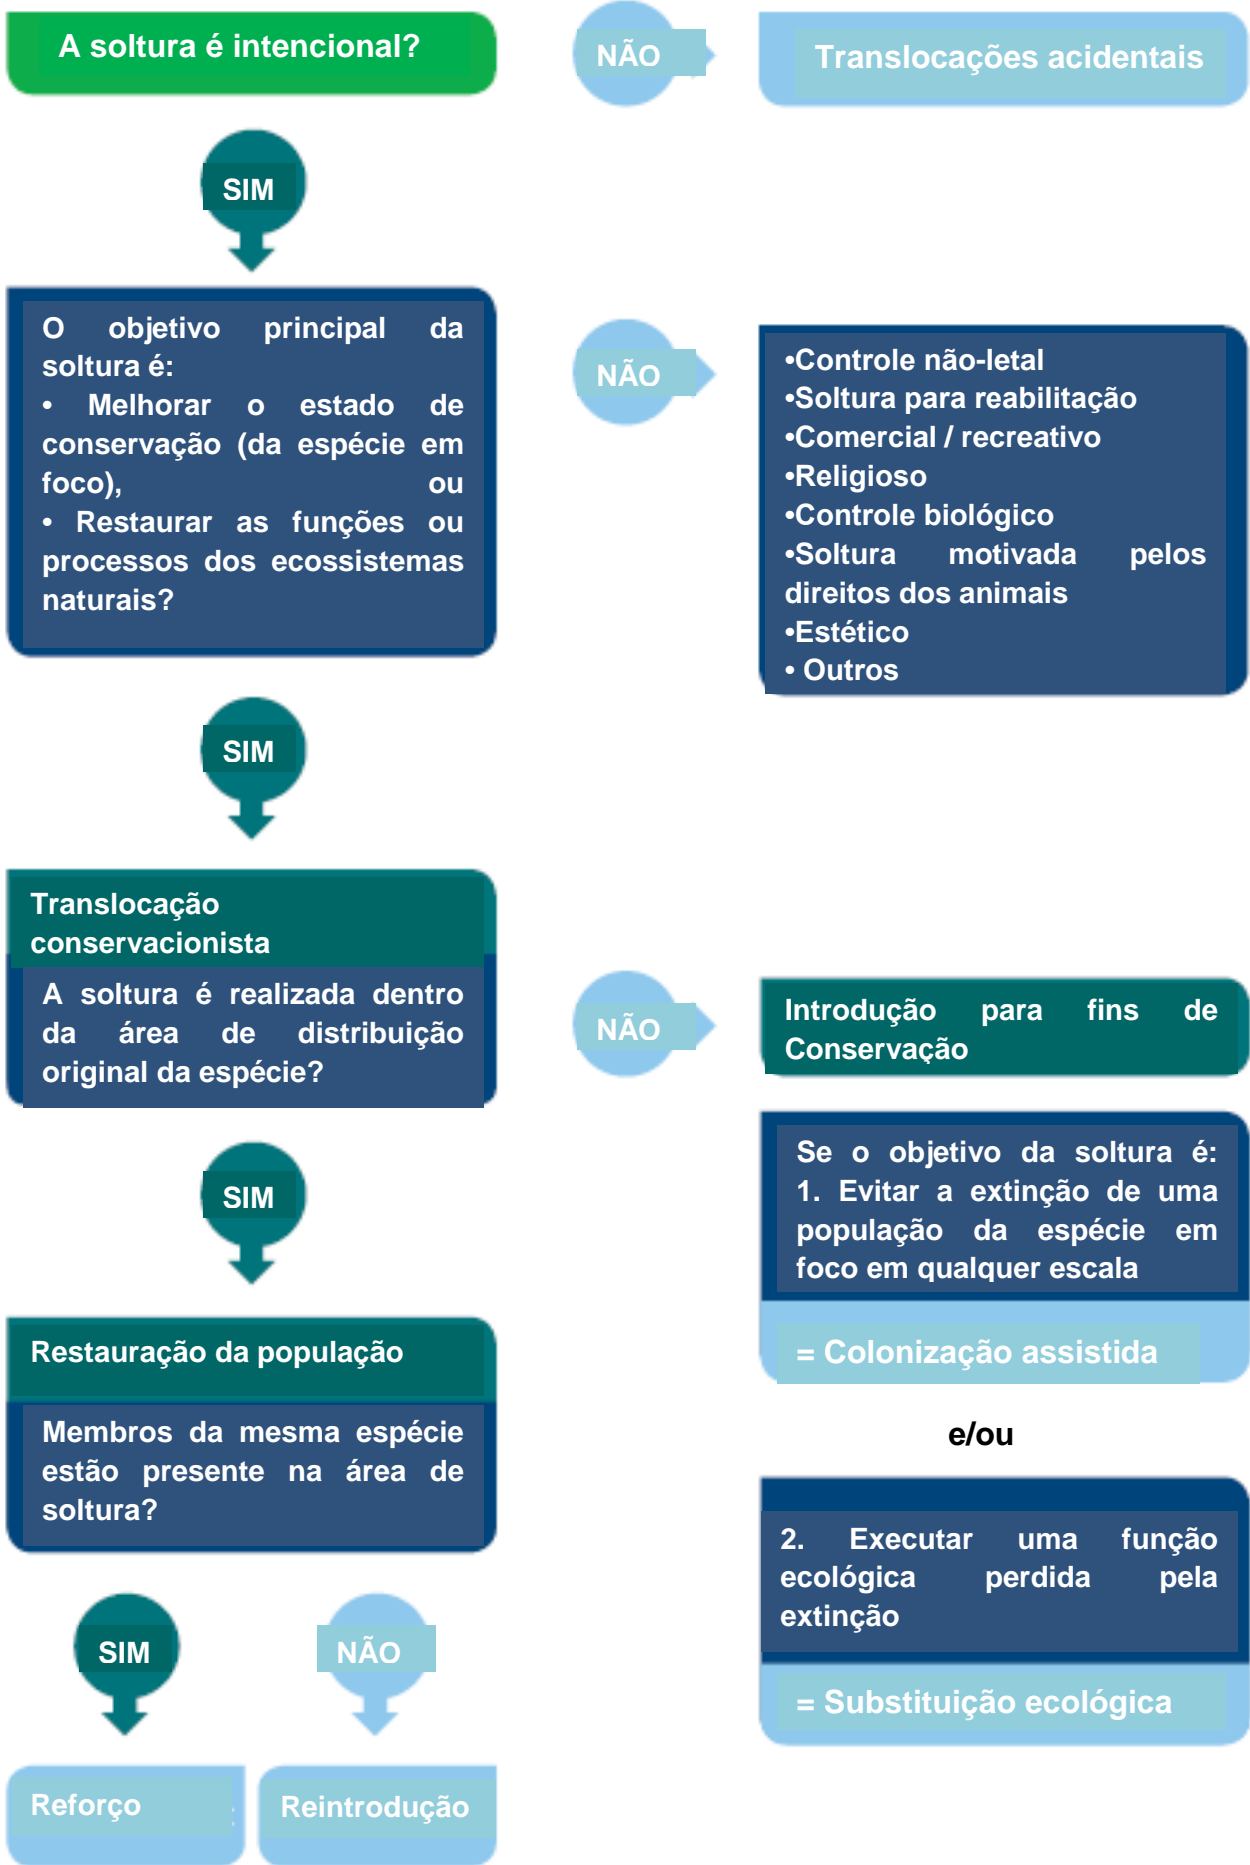 A soltura é intencional?
NÃO
Translocações acidentais
SIM
O objetivo principal da
soltura é:
• Melhorar o estado de
conservação (da espécie em
foco), ou
• Restaurar as funções ou
processos dos ecossistemas
naturais?
NÃO
•Controle não-letal
•Soltura para reabilitação
•Comercial / recreativo
•Religioso
•Controle biológico
•Soltura motivada pelos
direitos dos animais
•Estético
• Outros
SIM
Translocação
conservacionista
A soltura é realizada dentro
da área de distribuição
original da espécie?
NÃO
Introdução para fins de
Conservação
Se o objetivo da soltura é:
1. Evitar a extinção de uma
população da espécie em
foco em qualquer escala
= Colonização assistida
e/ou
2. Executar uma função
ecológica perdida pela
extinção
= Substituição ecológica
SIM
Restauração da população
Membros da mesma espécie
estão presente na área de
soltura?
SIM
NÃO
Reforço
Reintrodução